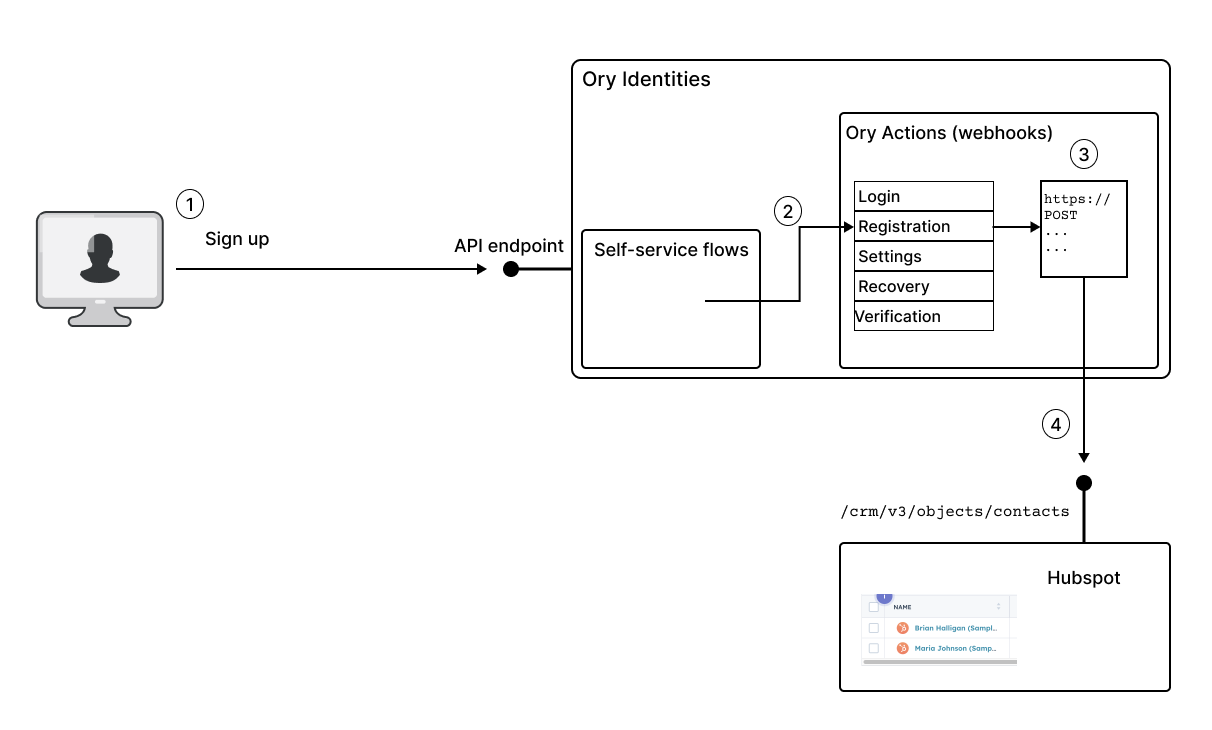 Ory Identities
Ory Actions (webhooks)
3
1
Sign up
API endpoint
Self-service flows
2
Login
Registration
Settings
Recovery
Verification
https://
POST
...
...
4
/crm/v3/objects/contacts
Hubspot
NAME
Brian Halligan (Sampl...
Maria Johnson (Samp...